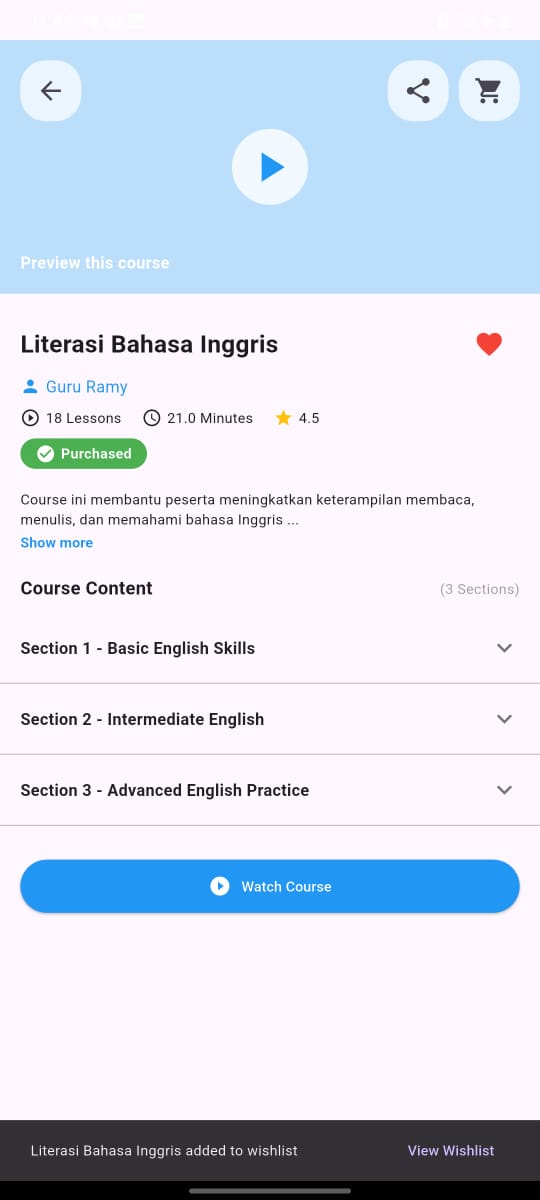 Preview this course
Literasi Bahasa Inggris
Guru Ramy
18 Lessons 21.0 Minutes 4.5
Purchased
Course ini membantu peserta meningkatkan keterampilan membaca,
menulis, dan memahami bahasa Inggris ...
Show more
Course Content (3 Sections)
Section 1 - Basic English Skills
Section 2 - Intermediate English
Section 3 - Advanced English Practice
Watch Course
Literasi Bahasa Inggris added to wishlist View Wishlist